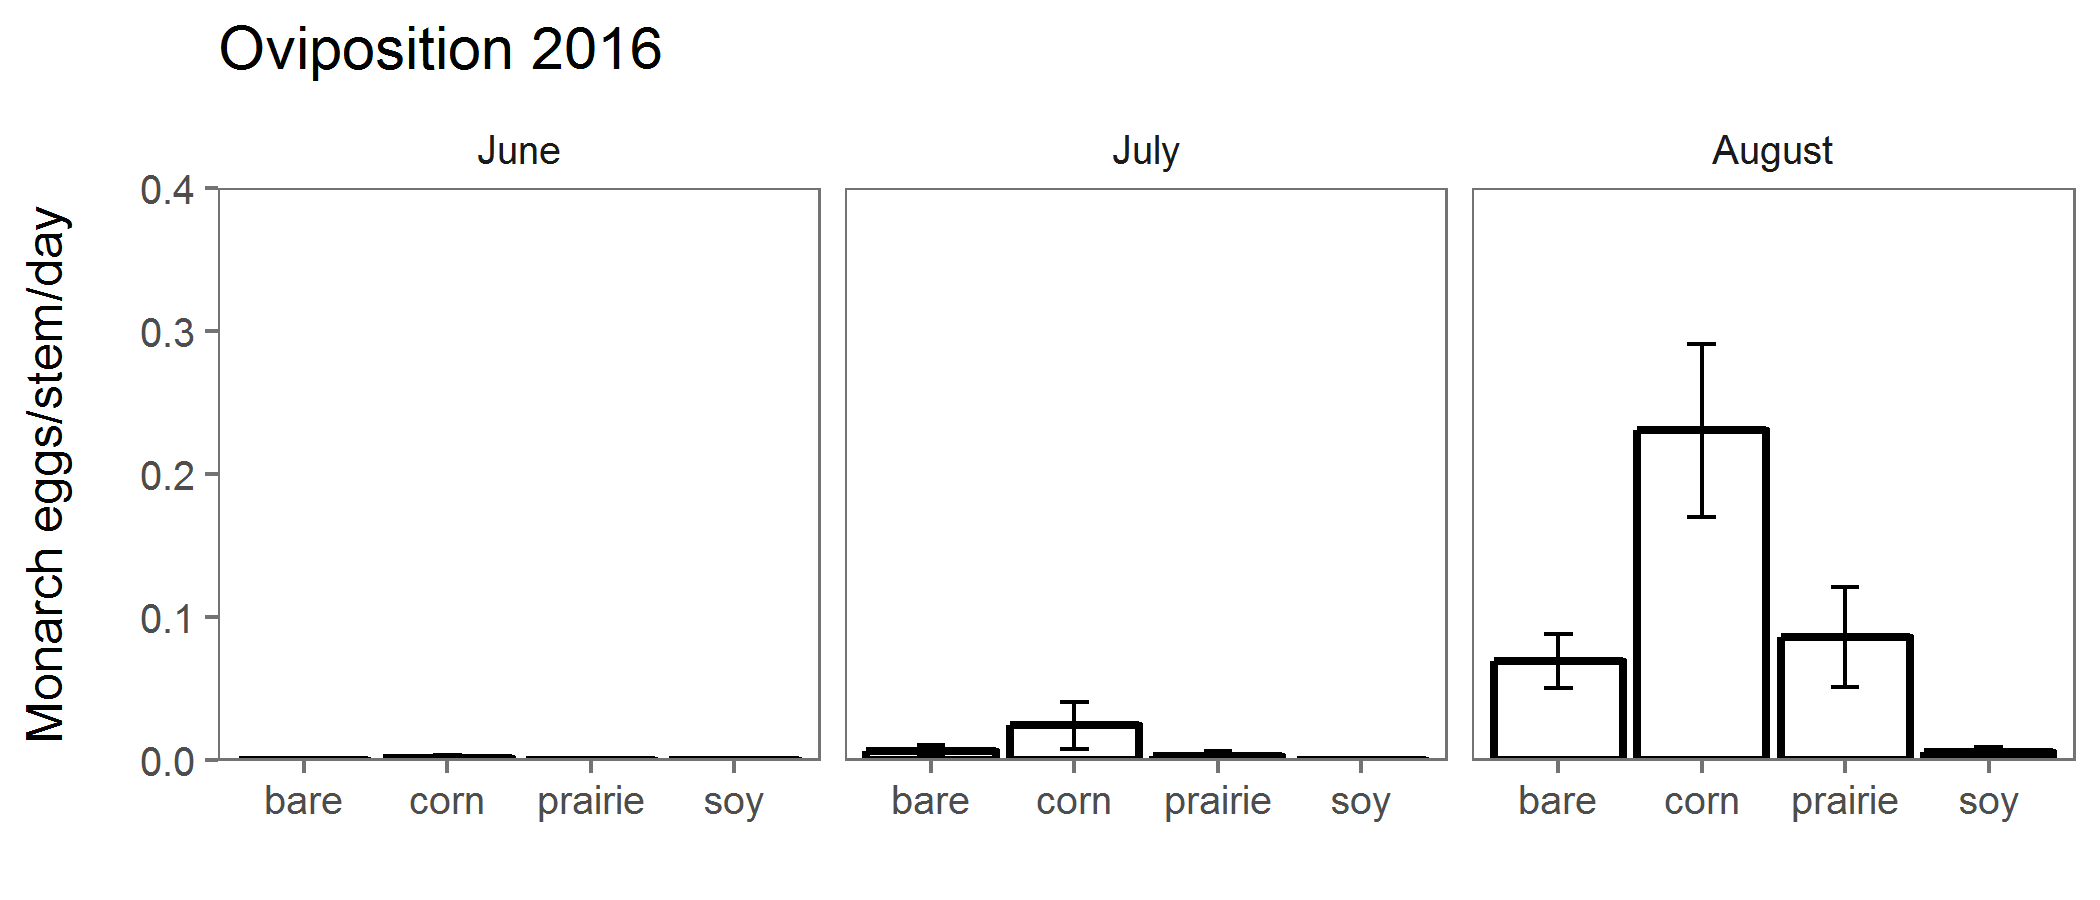 Oviposition 2016
June
July
August
Monarch eggs/stem/day
0.4
0.3
0.2
0.1
0.0
bare corn prairie soy
bare corn prairie soy
bare corn prairie soy